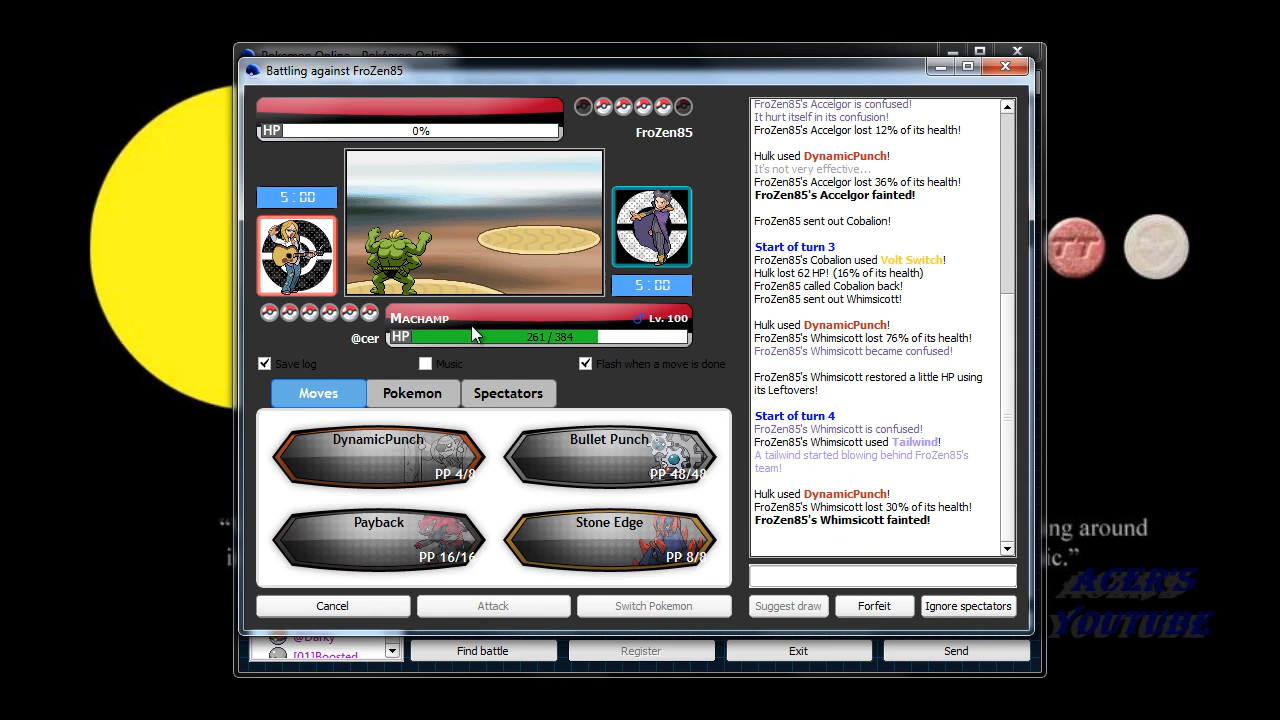 Pokemon Online - Pokémon Online
Battling against FroZen85
HP 0%
FroZen85
5:00
5:00
@cer
MACHAMP Lv. 100
HP 261 / 384
Save log
Music
Flash when a move is done
Moves
Pokemon
Spectators
DynamicPunch
PP 4/8
Bullet Punch
PP 48/48
Payback
PP 16/16
Stone Edge
PP 8/8
Cancel
Attack
Switch Pokemon
FroZen85's Accelgor is confused!
It hurt itself in its confusion!
FroZen85's Accelgor lost 12% of its health!
Hulk used DynamicPunch!
It's not very effective...
FroZen85's Accelgor lost 36% of its health!
FroZen85's Accelgor fainted!
FroZen85 sent out Cobalion!
Start of turn 3
FroZen85's Cobalion used Volt Switch!
Hulk lost 62 HP! (16% of its health)
FroZen85 called Cobalion back!
FroZen85 sent out Whimsicott!
Hulk used DynamicPunch!
FroZen85's Whimsicott lost 76% of its health!
FroZen85's Whimsicott became confused!
FroZen85's Whimsicott restored a little HP using
its Leftovers!
Start of turn 4
FroZen85's Whimsicott is confused!
FroZen85's Whimsicott used Tailwind!
A tailwind started blowing behind FroZen85's
team!
Hulk used DynamicPunch!
FroZen85's Whimsicott lost 30% of its health!
FroZen85's Whimsicott fainted!
Suggest draw
Forfeit
Ignore spectators
@Darky
[01]Boosted
Find battle
Register
Exit
Send
TT
ng around
ic.”
ACER'S
YOUTUBE